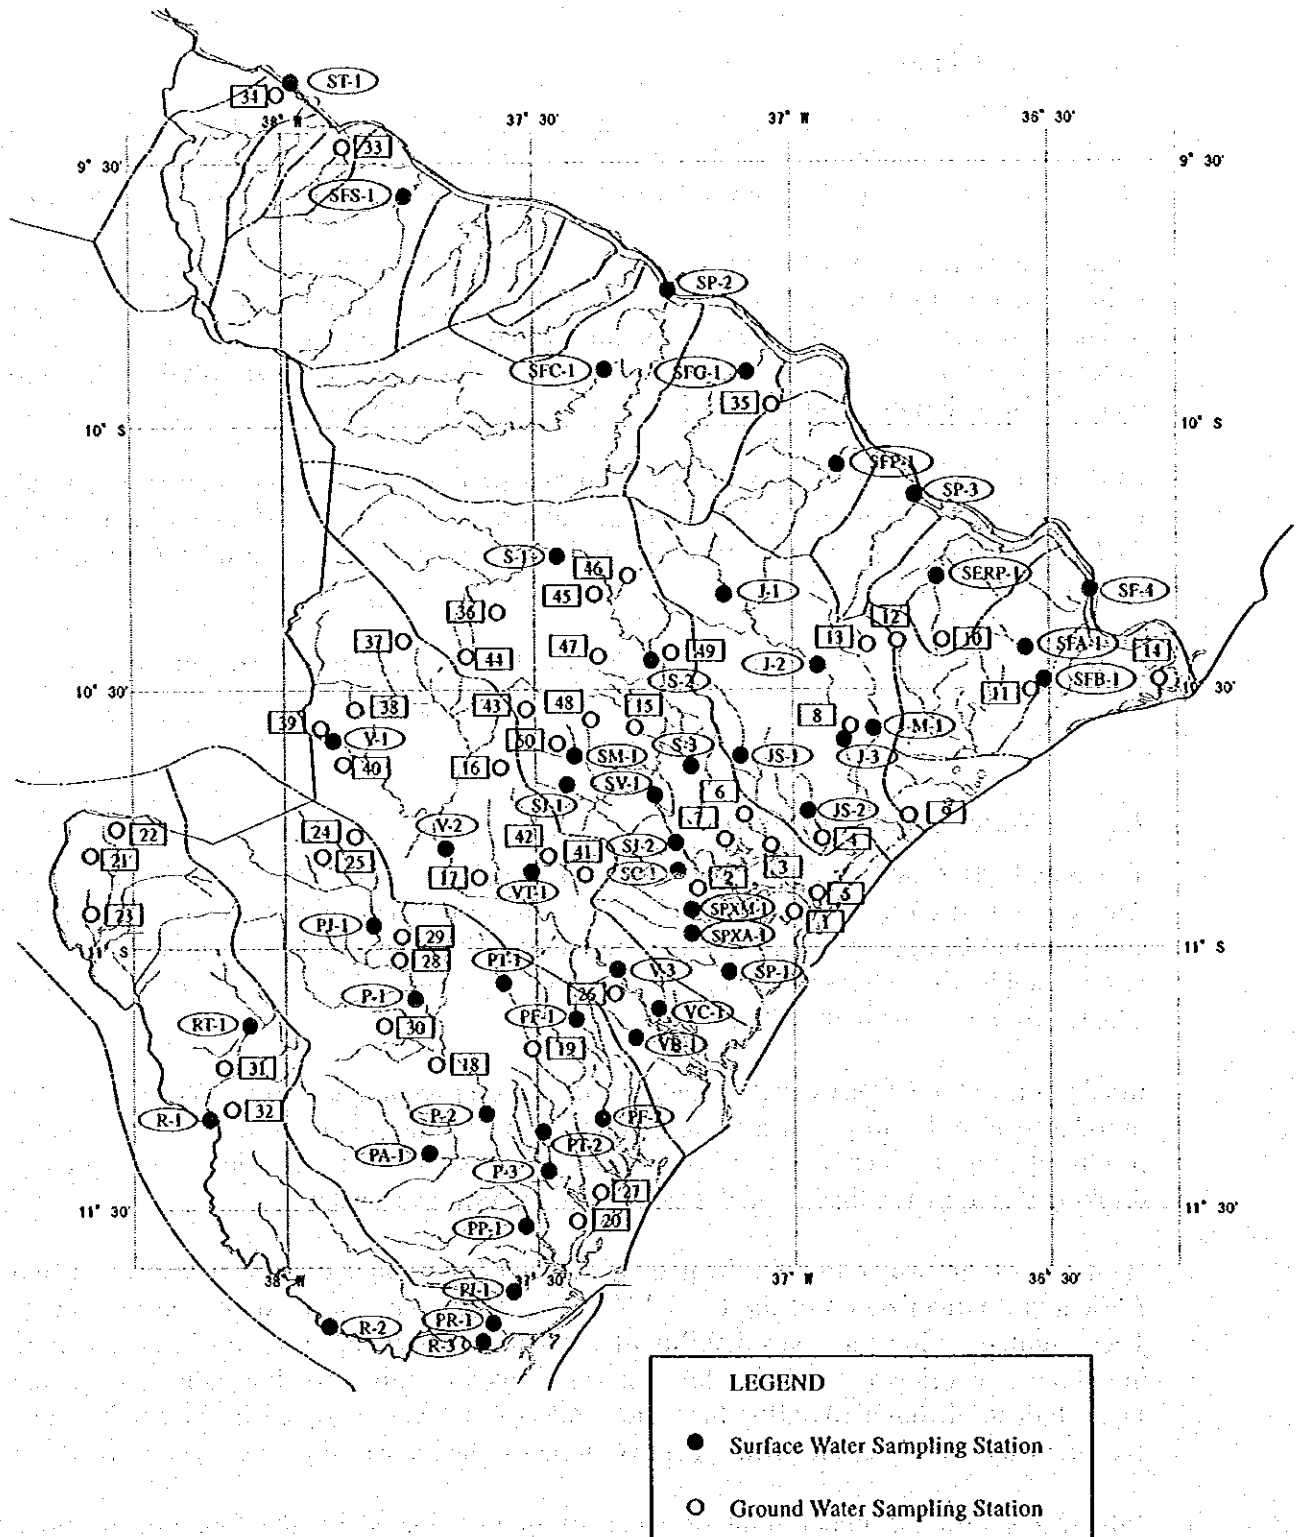 ST-1
34
38° W
37° 30'
37° W
36° 30'
33
9° 30'
9° 30'
SFS-1
SP-2
SFC-1
SFG-1
35
10° S
10° S
SFP-1
SP-3
S-1
46
45
J-1
SERP-1
SF-4
36
12
37
44
47
49
13
10
SFA-1
14
J-2
S-2
11
SFB-1
10° 30'
10° 30'
38
43
48
15
8
M-1
39
V-1
50
S-3
J-3
40
16
SM-1
JS-1
SV-1
6
SJ-1
7
JS-2
9
22
24
V-2
42
SJ-2
4
21
25
41
3
17
SC-1
2
VT-1
5
23
SPXM-1
1
PJ-1
29
SPXA-1
11° S
11° S
28
PT-1
V-3
SP-1
P-1
26
RT-1
30
PF-1
VC-1
VB-1
31
18
19
32
R-1
P-2
PF-2
PA-1
PT-2
P-3
27
11° 30'
11° 30'
PP-1
20
38° W
37° 30'
37° W
36° 30'
PI-1
R-2
PR-1
R-3
LEGEND
Surface Water Sampling Station
Ground Water Sampling Station